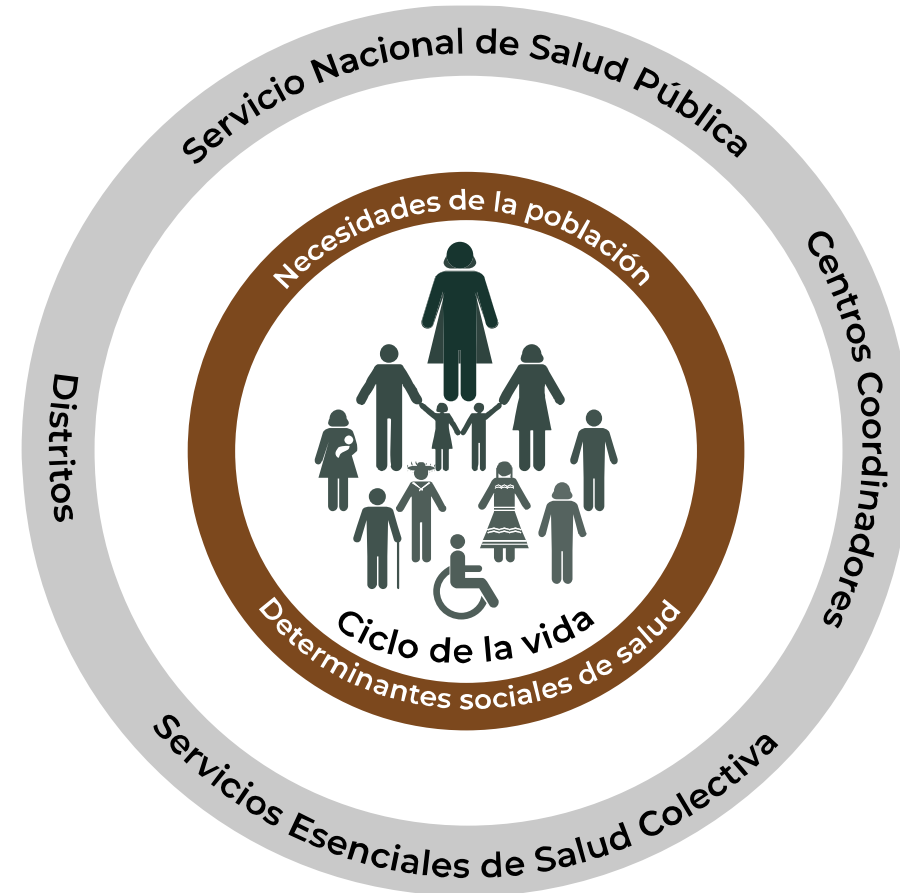 Servicio Nacional de Salud Pública
Necesidades de la población
Centros Coordinadores
Distritos
Ciclo de la vida
Determinantes sociales de salud
Servicios Esenciales de Salud Colectiva